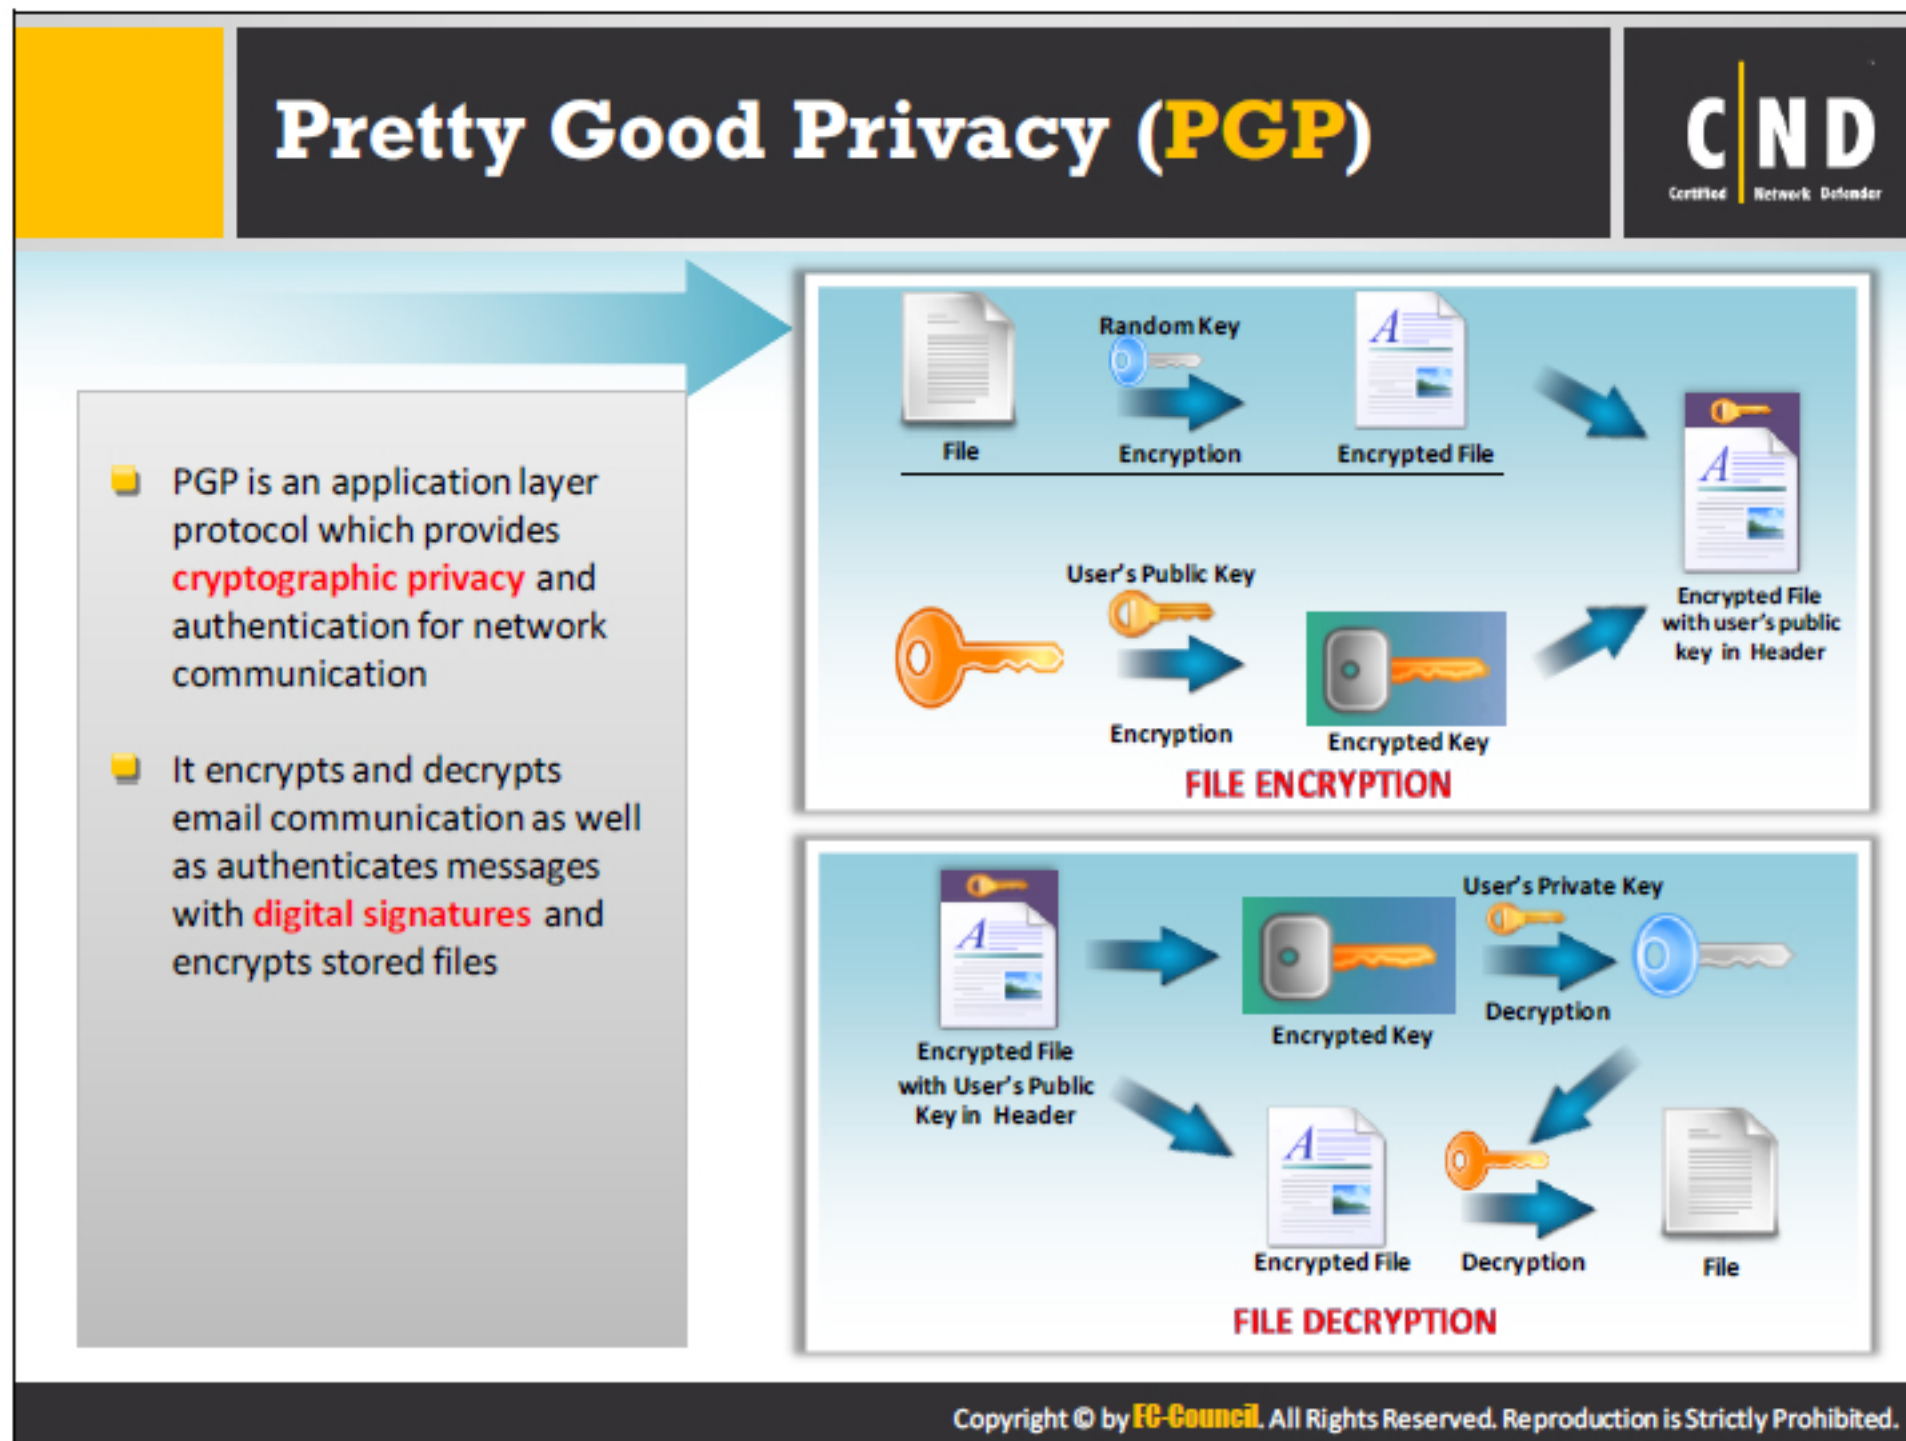 Pretty Good Privacy (PGP)
C ND
Certified Network Defender
PGP is an application layer
protocol which provides
cryptographic privacy and
authentication for network
communication
It encrypts and decrypts
email communication as well
as authenticates messages
with digital signatures and
encrypts stored files
Random Key
File
Encryption
Encrypted File
User's Public Key
Encryption
Encrypted Key
Encrypted File
with user's public
key in Header
FILE ENCRYPTION
User's Private Key
Encrypted Key
Decryption
Encrypted File
with User's Public
Key in Header
Encrypted File
Decryption
File
FILE DECRYPTION
Copyright © by EC-Council. All Rights Reserved. Reproduction is Strictly Prohibited.